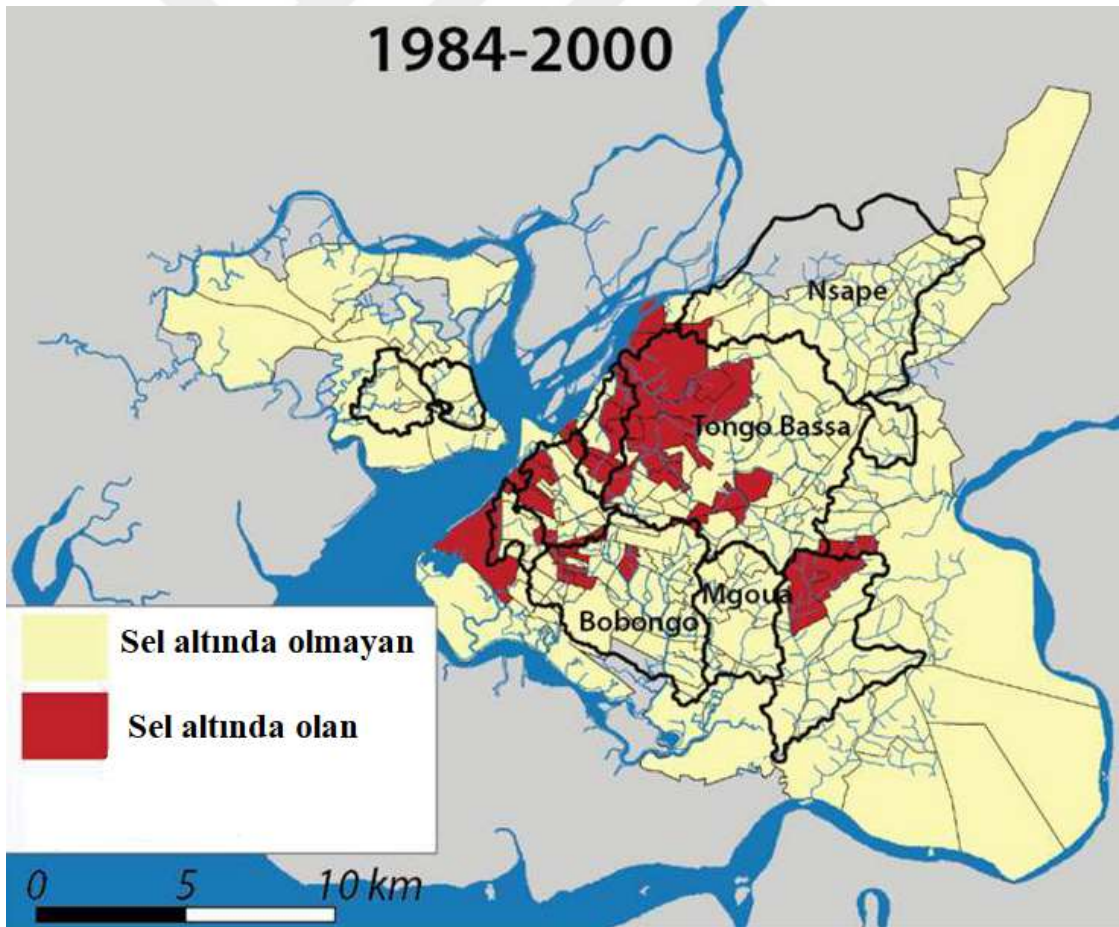 1984-2000
Nsape
Tongo Bassa
Mgoua
Bobongo
Sel altında olmayan
Sel altında olan
0 5 10 km